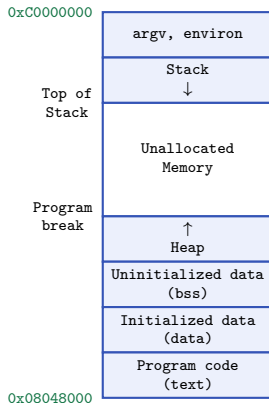 0xC0000000
argv, environ
Stack
↓
Top of
Stack
Unallocated
Memory
Program
break
↑
Heap
Uninitialized data
(bss)
Initialized data
(data)
Program code
(text)
0x08048000